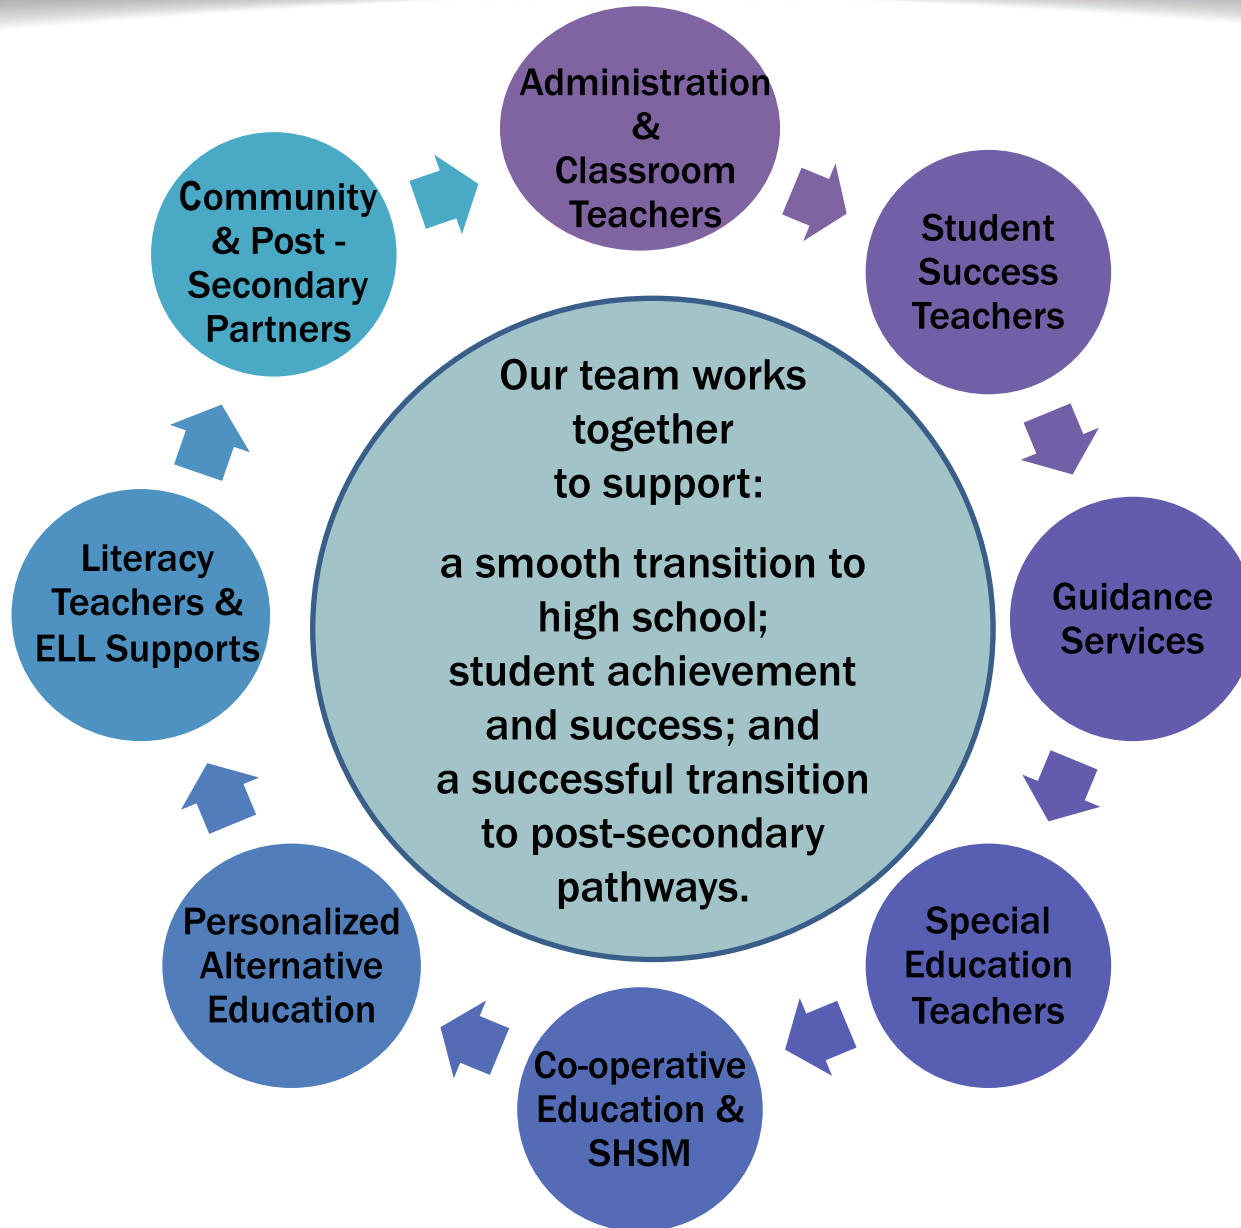 Administration
&
Classroom
Teachers
Student
Success
Teachers
Guidance
Services
Special
Education
Teachers
Co-operative
Education &
SHSM
Personalized
Alternative
Education
Literacy
Teachers &
ELL Supports
Community
& Post -
Secondary
Partners
Our team works
together
to support:
a smooth transition to
high school;
student achievement
and success; and
a successful transition
to post-secondary
pathways.